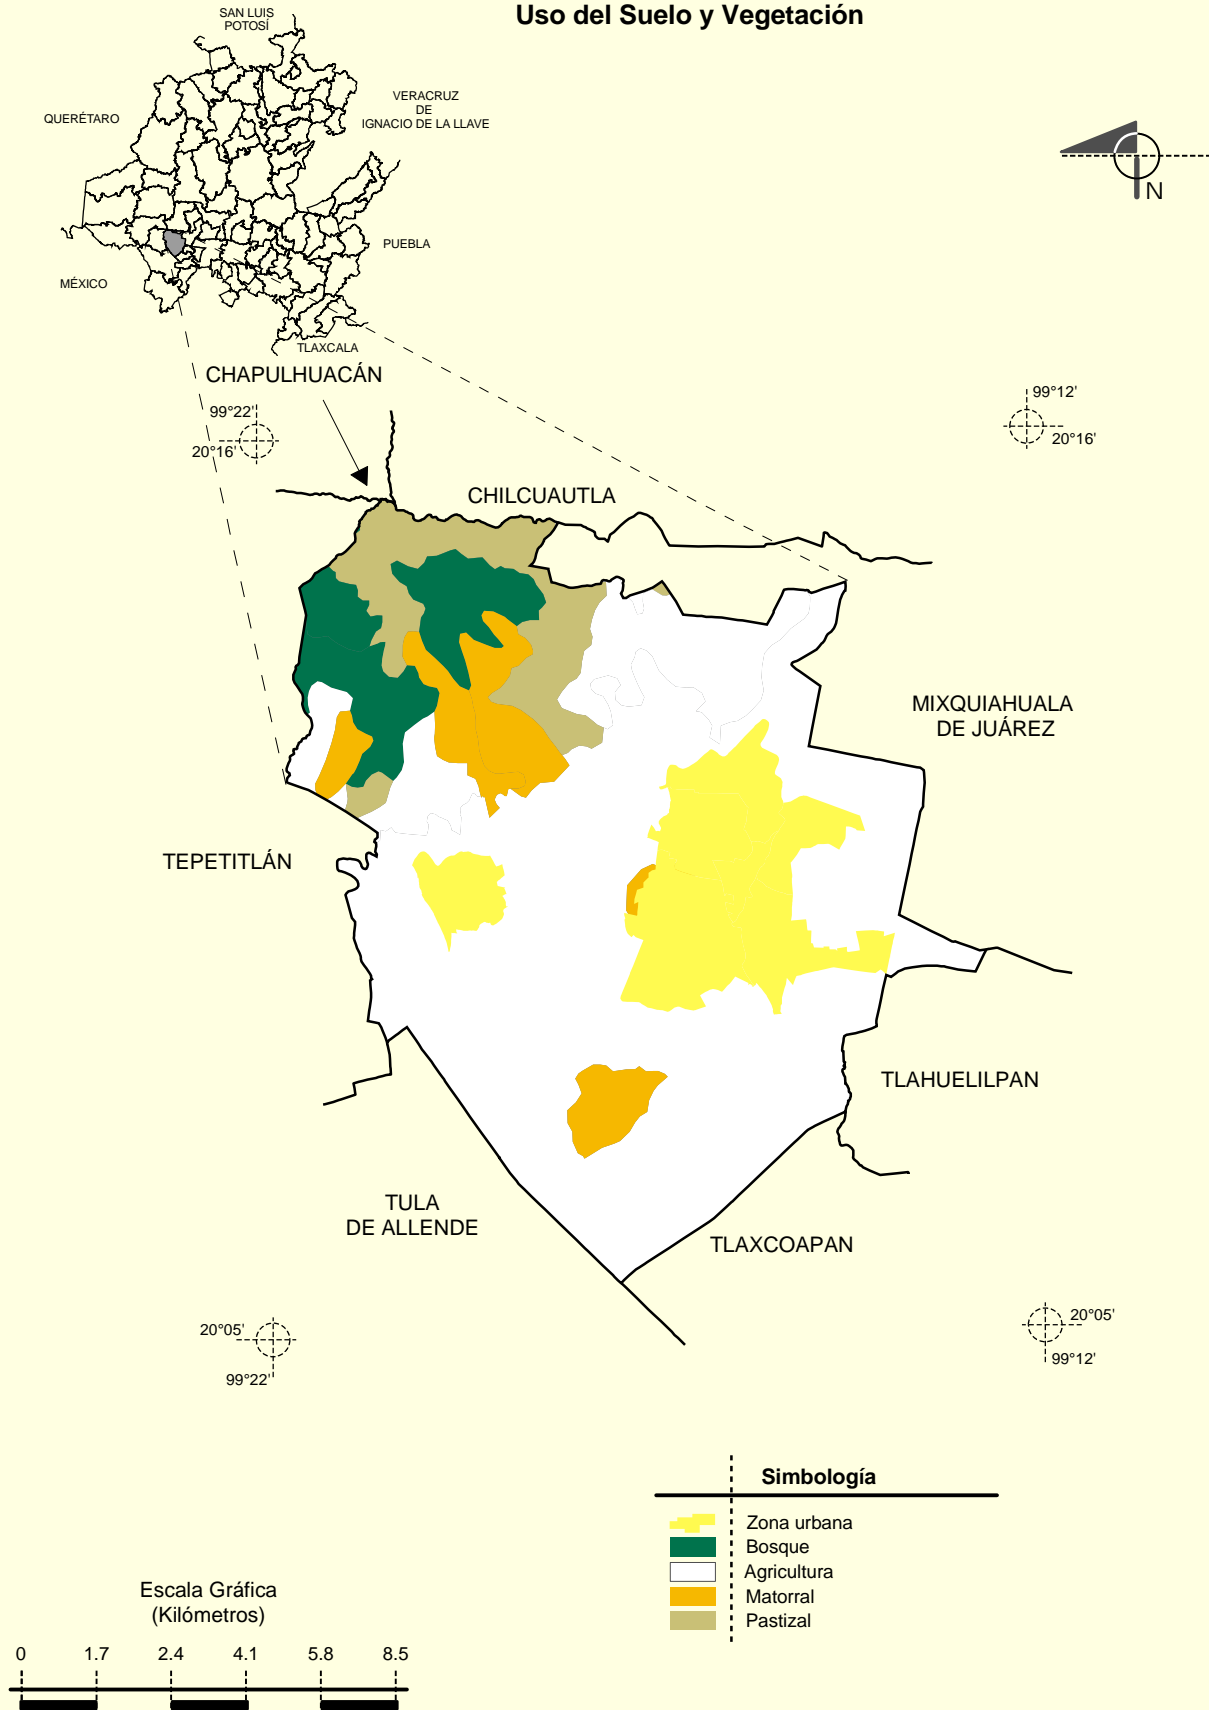 Uso del Suelo y Vegetación
SAN LUIS
POTOSÍ
QUERÉTARO
VERACRUZ
DE
IGNACIO DE LA LLAVE
N
PUEBLA
MÉXICO
TLAXCALA
CHAPULHUACÁN
99°22'
20°16'
99°12'
20°16'
CHILCUAUTLA
MIXQUIAHUALA
DE JUÁREZ
TEPETITLÁN
TLAHUELILPAN
TULA
DE ALLENDE
TLAXCOAPAN
20°05'
99°22'
20°05'
99°12'
Simbología
Zona urbana
Bosque
Agricultura
Matorral
Pastizal
Escala Gráfica
(Kilómetros)
0 1.7 2.4 4.1 5.8 8.5